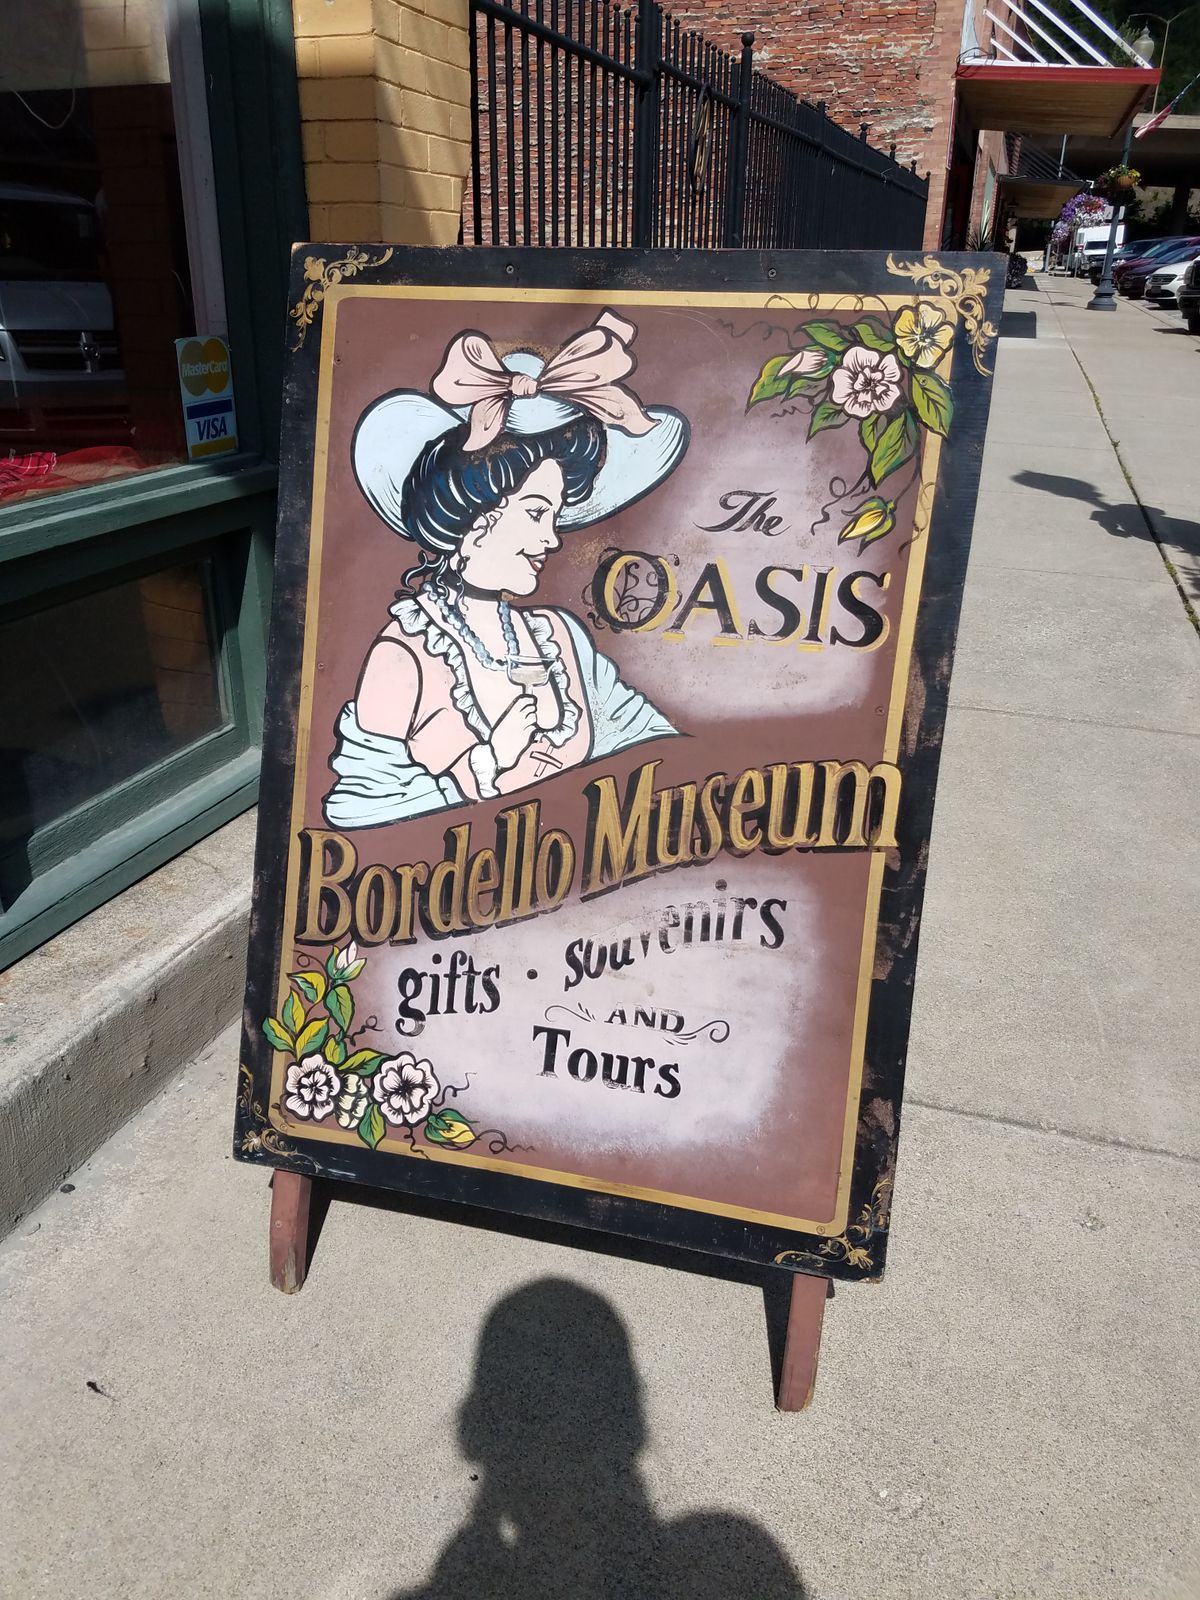 MasterCard
VISA
The
OASIS
Bordello Museum
gifts · souvenirs
AND
Tours